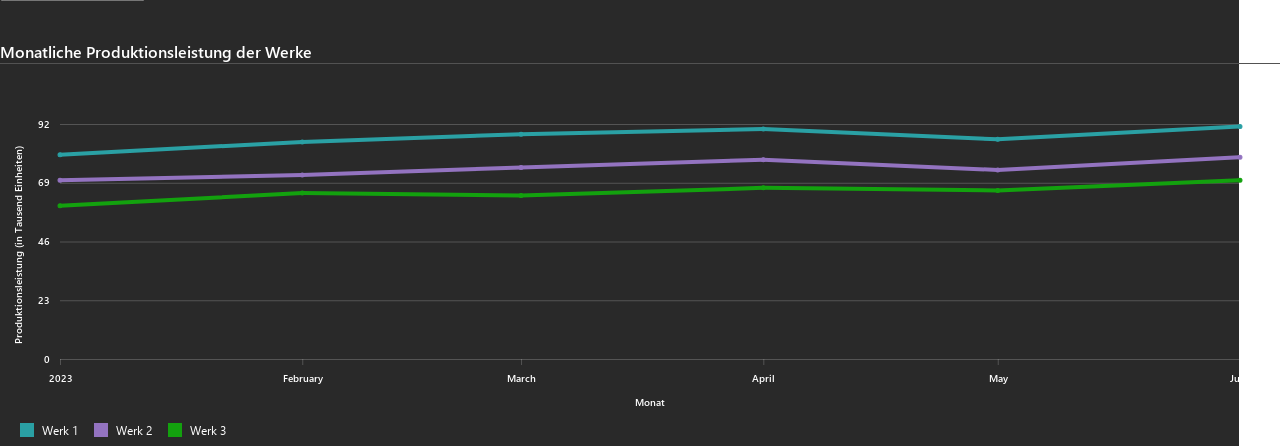 Monatliche Produktionsleistung der Werke
Produktionsleistung (in Tausend Einheiten)
92
69
46
23
0
2023 February March April May Ju
Monat
Werk 1 Werk 2 Werk 3